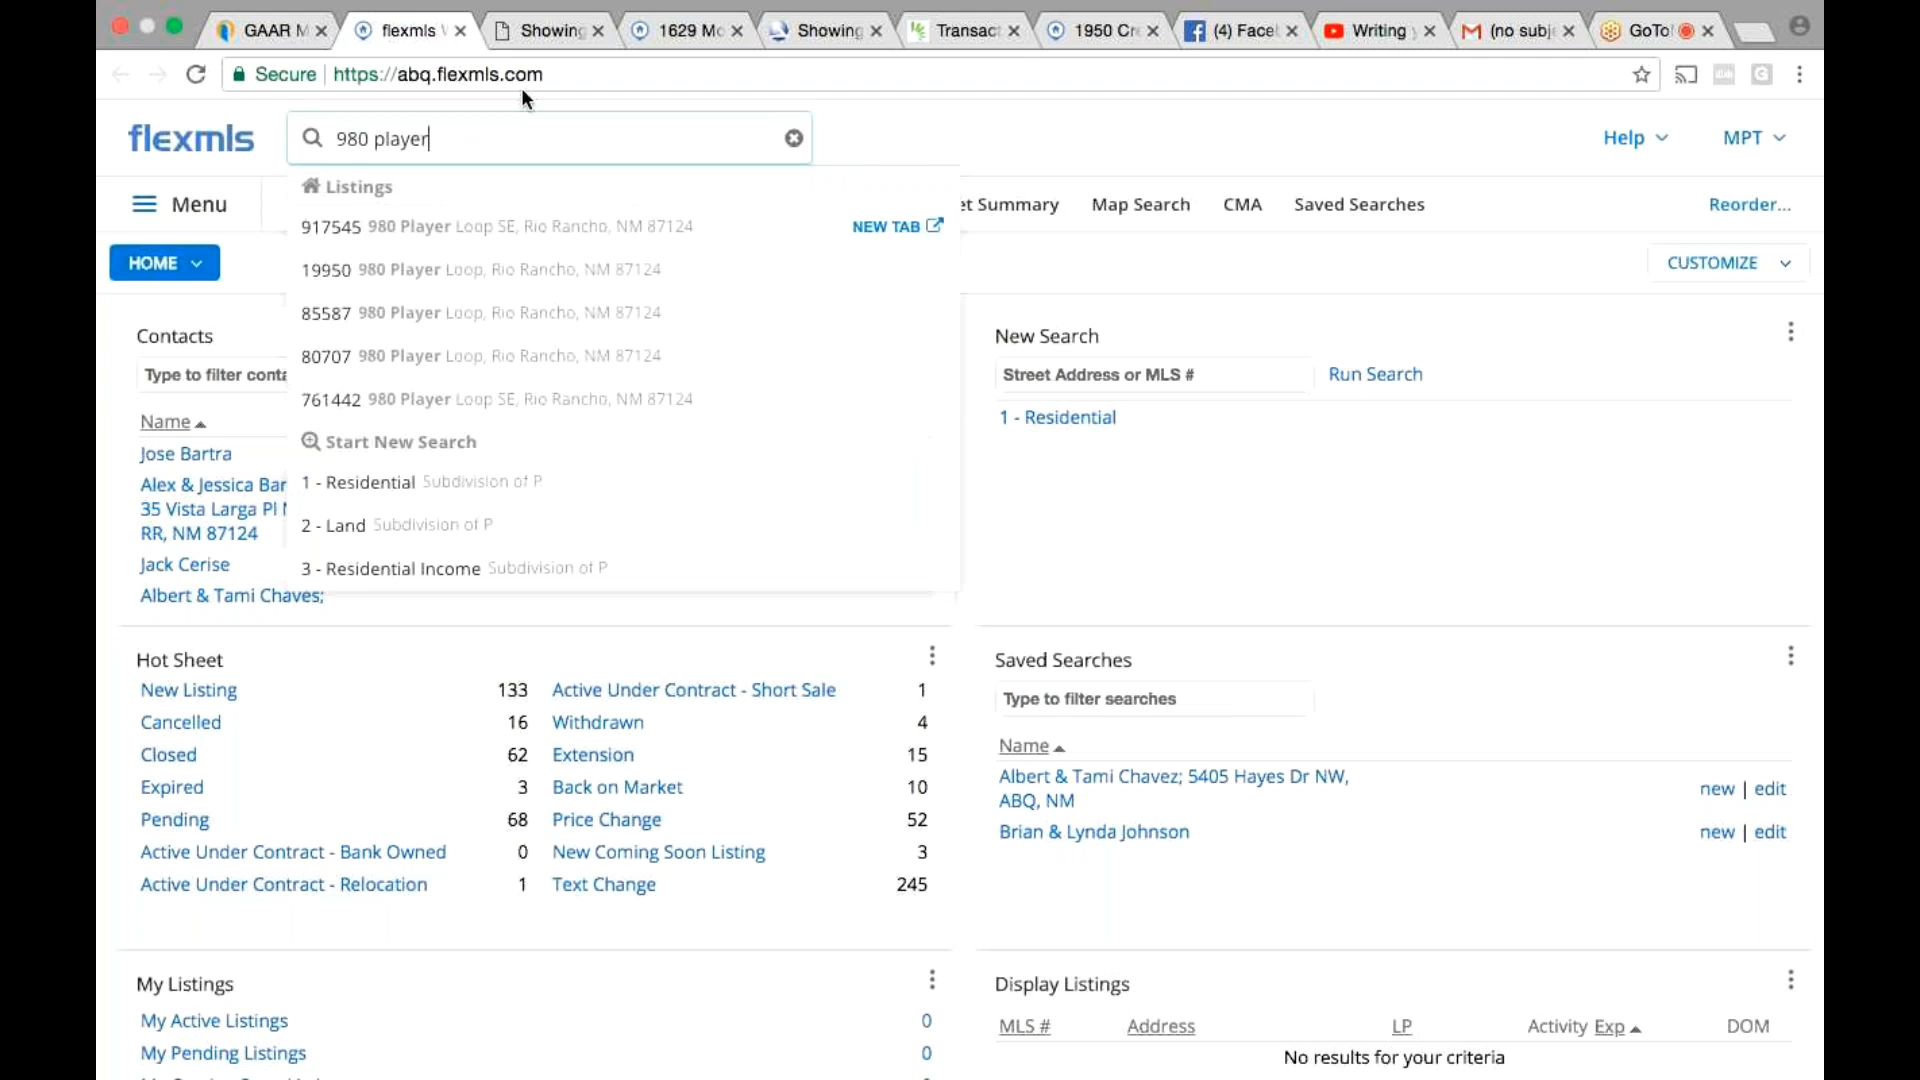 GAAR M
flexmls
Showing
1629 Mo
Showing
Transac
1950 Cr
(4) Face
Writing
(no subj
GoTo
Secure
https://abq.flexmls.com
flexmls
980 player
Help
MPT
Menu
et Summary
Map Search
CMA
Saved Searches
Reorder...
HOME
CUSTOMIZE
Listings
917545 980 Player Loop SE, Rio Rancho, NM 87124
NEW TAB
19950 980 Player Loop, Rio Rancho, NM 87124
85587 980 Player Loop, Rio Rancho, NM 87124
80707 980 Player Loop, Rio Rancho, NM 87124
761442 980 Player Loop SE, Rio Rancho, NM 87124
Start New Search
1 - Residential Subdivision of P
2 - Land Subdivision of P
3 - Residential Income Subdivision of P
Contacts
Type to filter conta
Name
Jose Bartra
Alex & Jessica Bar
35 Vista Larga Pl
RR, NM 87124
Jack Cerise
Albert & Tami Chaves;
New Search
Street Address or MLS #
Run Search
1 - Residential
Hot Sheet
New Listing 133
Active Under Contract - Short Sale 1
Cancelled 16
Withdrawn 4
Closed 62
Extension 15
Expired 3
Back on Market 10
Pending 68
Price Change 52
Active Under Contract - Bank Owned 0
New Coming Soon Listing 3
Active Under Contract - Relocation 1
Text Change 245
Saved Searches
Type to filter searches
Name
Albert & Tami Chavez; 5405 Hayes Dr NW,
ABQ, NM
new | edit
Brian & Lynda Johnson
new | edit
My Listings
My Active Listings 0
My Pending Listings 0
Display Listings
MLS # Address LP Activity Exp DOM
No results for your criteria